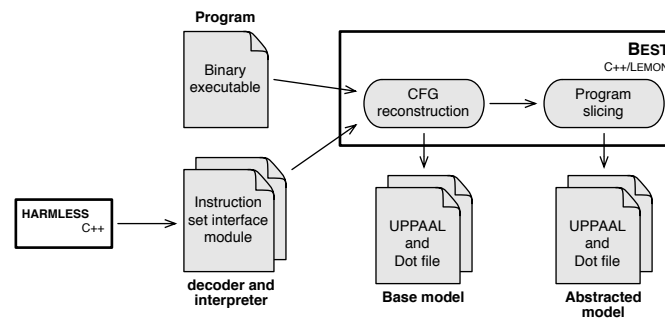 Program
Binary
executable
BEST
C++/LEMON
CFG
reconstruction
Program
slicing
HARMLESS
C++
Instruction
set interface
module
decoder and
interpreter
UPPAAL
and
Dot file
Base model
UPPAAL
and
Dot file
Abstracted
model